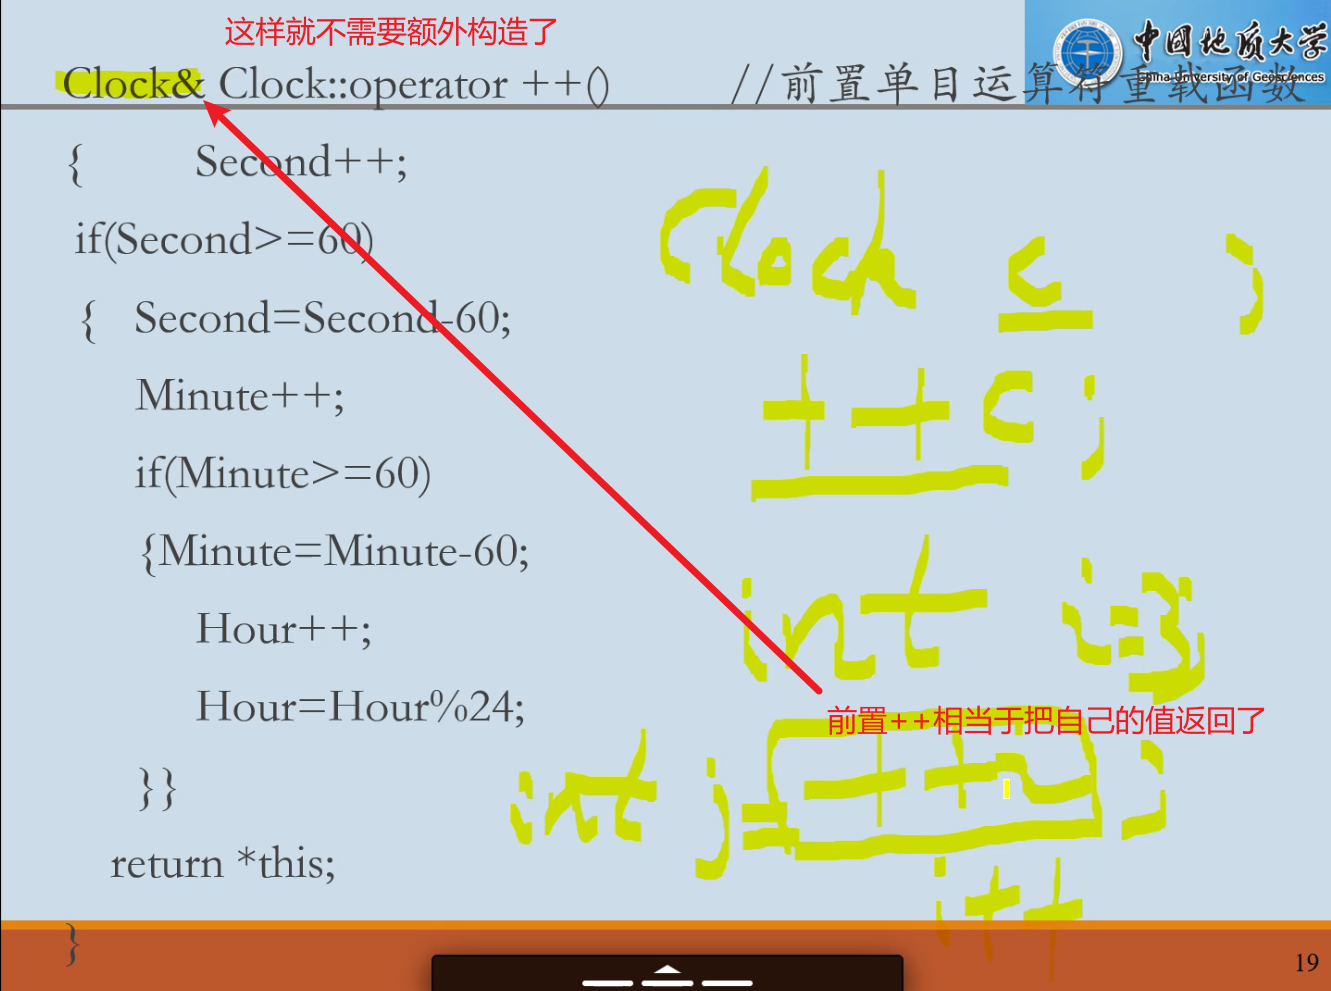 这样就不需要额外构造了
中国地质大学
China University of Geosciences
Clock& Clock::operator ++() //前置单目运算符重载函数
{ Second++;
if(Second>=60)
{ Second=Second-60;
Minute++;
if(Minute>=60)
{Minute=Minute-60;
Hour++;
Hour=Hour%24;
}}
return *this;
}
Clock c ;
++c;
int i=3;
前置++相当于把自己的值返回了
int j=++i;
i++
19